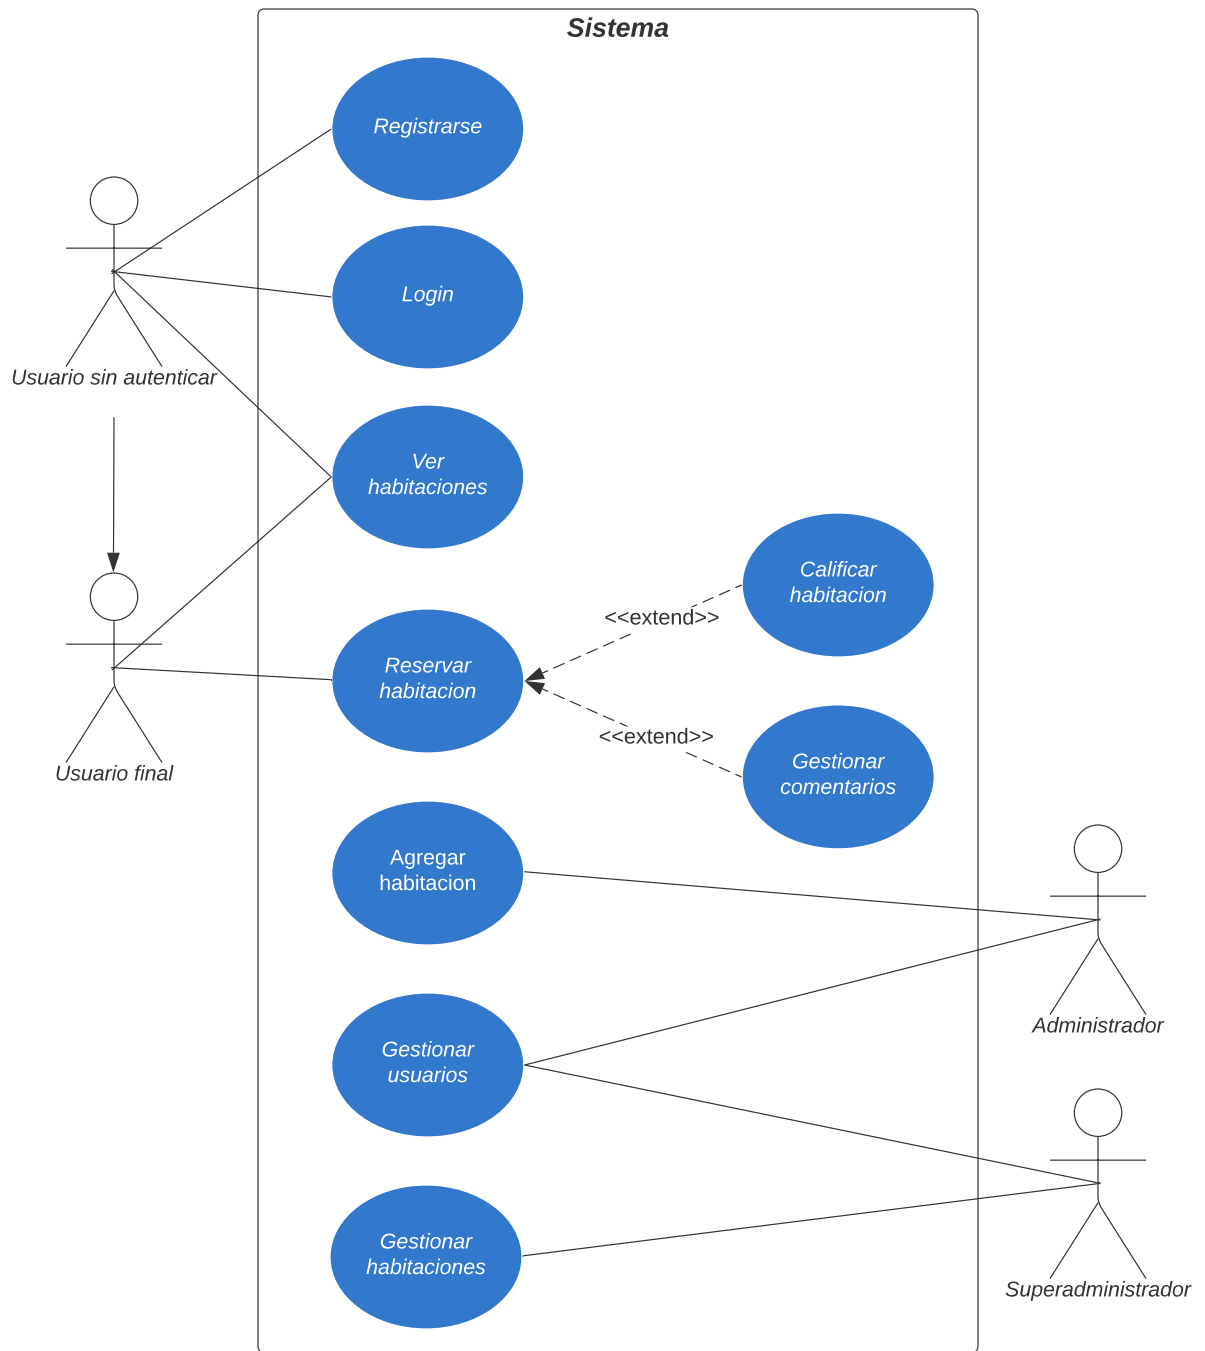 Sistema
Registrarse
Login
Usuario sin autenticar
Ver
habitaciones
Calificar
habitacion
<<extend>>
Reservar
habitacion
<<extend>>
Gestionar
comentarios
Usuario final
Agregar
habitacion
Administrador
Gestionar
usuarios
Gestionar
habitaciones
Superadministrador